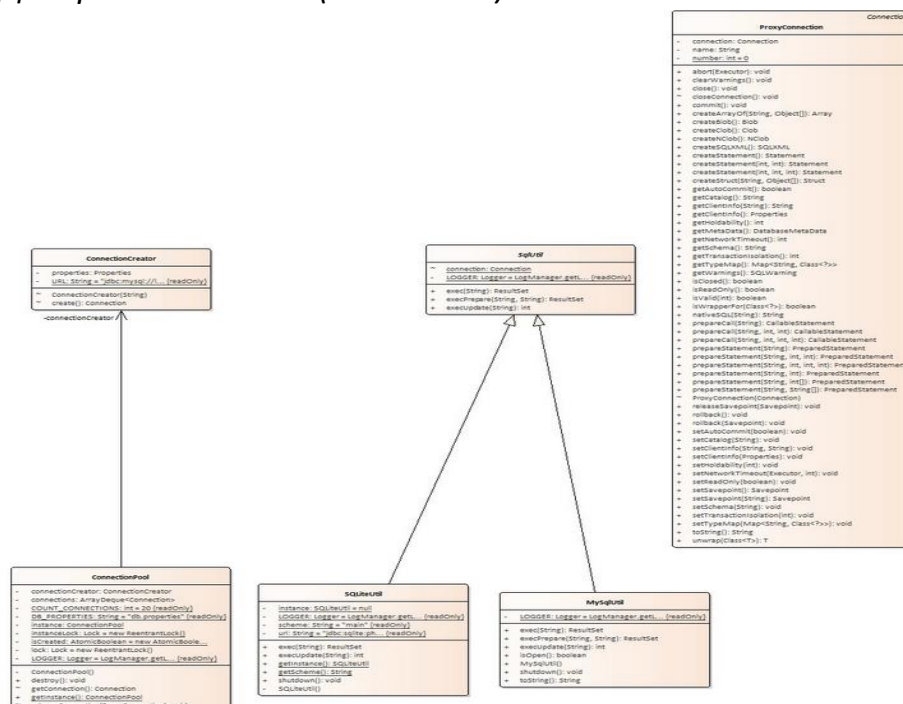 Connection
ProxyConnection
- connection: Connection
- name: String
- number: int = 0
+ abort(Executor): void
+ clearWarnings(): void
+ close(): void
~ closeConnection(): void
+ commit(): void
+ createArrayOf(String, Object[]): Array
+ createBlob(): Blob
+ createClob(): Clob
+ createNClob(): NClob
+ createSQLXML(): SQLXML
+ createStatement(): Statement
+ createStatement(int, int): Statement
+ createStatement(int, int, int): Statement
+ createStruct(String, Object[]): Struct
+ getAutoCommit(): boolean
+ getCatalog(): String
+ getClientInfo(String): String
+ getClientInfo(): Properties
+ getHoldability(): int
+ getMetaData(): DatabaseMetaData
+ getNetworkTimeout(): int
+ getSchema(): String
+ getTransactionIsolation(): int
+ getTypeMap(): Map<String, Class<?>>
+ getWarnings(): SQLWarning
+ isClosed(): boolean
+ isReadOnly(): boolean
+ isValid(int): boolean
+ isWrapperFor(Class<?>): boolean
+ nativeSQL(String): String
+ prepareCall(String): CallableStatement
+ prepareCall(String, int, int): CallableStatement
+ prepareCall(String, int, int, int): CallableStatement
+ prepareStatement(String): PreparedStatement
+ prepareStatement(String, int, int): PreparedStatement
+ prepareStatement(String, int, int, int): PreparedStatement
+ prepareStatement(String, int): PreparedStatement
+ prepareStatement(String, int[]): PreparedStatement
+ prepareStatement(String, String[]): PreparedStatement
~ ProxyConnection(Connection)
+ releaseSavepoint(Savepoint): void
+ rollback(): void
+ rollback(Savepoint): void
+ setAutoCommit(boolean): void
+ setCatalog(String): void
+ setClientInfo(String, String): void
+ setClientInfo(Properties): void
+ setHoldability(int): void
+ setNetworkTimeout(Executor, int): void
+ setReadOnly(boolean): void
+ setSavepoint(): Savepoint
+ setSavepoint(String): Savepoint
+ setSchema(String): void
+ setTransactionIsolation(int): void
+ setTypeMap(Map<String, Class<?>>): void
+ toString(): String
+ unwrap(Class<T>): T
ConnectionCreator
- properties: Properties
- URL: String = "jdbc:mysql://l... {readOnly}
~ ConnectionCreator(String)
~ create(): Connection
-connectionCreator
SqlUtil
~ connection: Connection
- LOGGER: Logger = LogManager.getL... {readOnly}
+ exec(String): ResultSet
+ execPrepare(String, String): ResultSet
+ execUpdate(String): int
ConnectionPool
- connectionCreator: ConnectionCreator
- connections: ArrayDeque<Connection>
- COUNT_CONNECTIONS: int = 20 {readOnly}
- DB_PROPERTIES: String = "db.properties" {readOnly}
- instance: ConnectionPool
- instanceLock: Lock = new ReentrantLock()
- isCreated: AtomicBoolean = new AtomicBoole...
- lock: Lock = new ReentrantLock()
- LOGGER: Logger = LogManager.getL... {readOnly}
- ConnectionPool()
+ destroy(): void
~ getConnection(): Connection
+ getInstance(): ConnectionPool
SQLiteUtil
- instance: SQLiteUtil = null
- LOGGER: Logger = LogManager.getL... {readOnly}
- scheme: String = "main" {readOnly}
- url: String = "jdbc:sqlite:ph... {readOnly}
+ exec(String): ResultSet
+ execUpdate(String): int
+ getInstance(): SQLiteUtil
+ getScheme(): String
+ shutdown(): void
- SQLiteUtil()
MySqlUtil
- LOGGER: Logger = LogManager.getL... {readOnly}
+ exec(String): ResultSet
+ execPrepare(String, String): ResultSet
+ execUpdate(String): int
+ isOpen(): boolean
+ MySqlUtil()
+ shutdown(): void
+ toString(): String